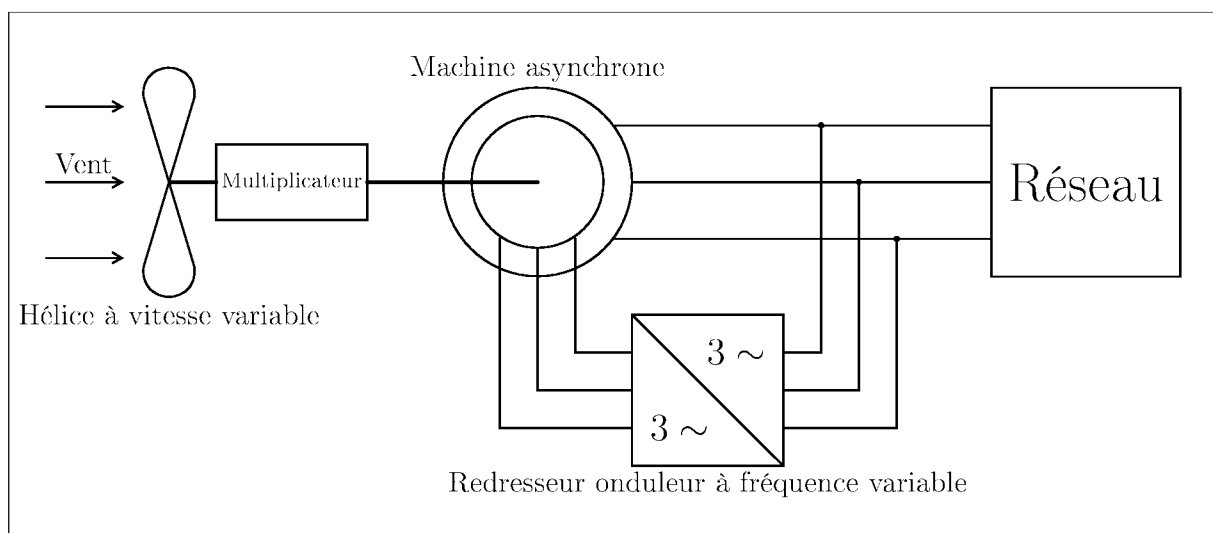 Machine asynchrone
Vent
Multiplicateur
Réseau
Hélice à vitesse variable
3 ~
3 ~
Redresseur onduleur à fréquence variable